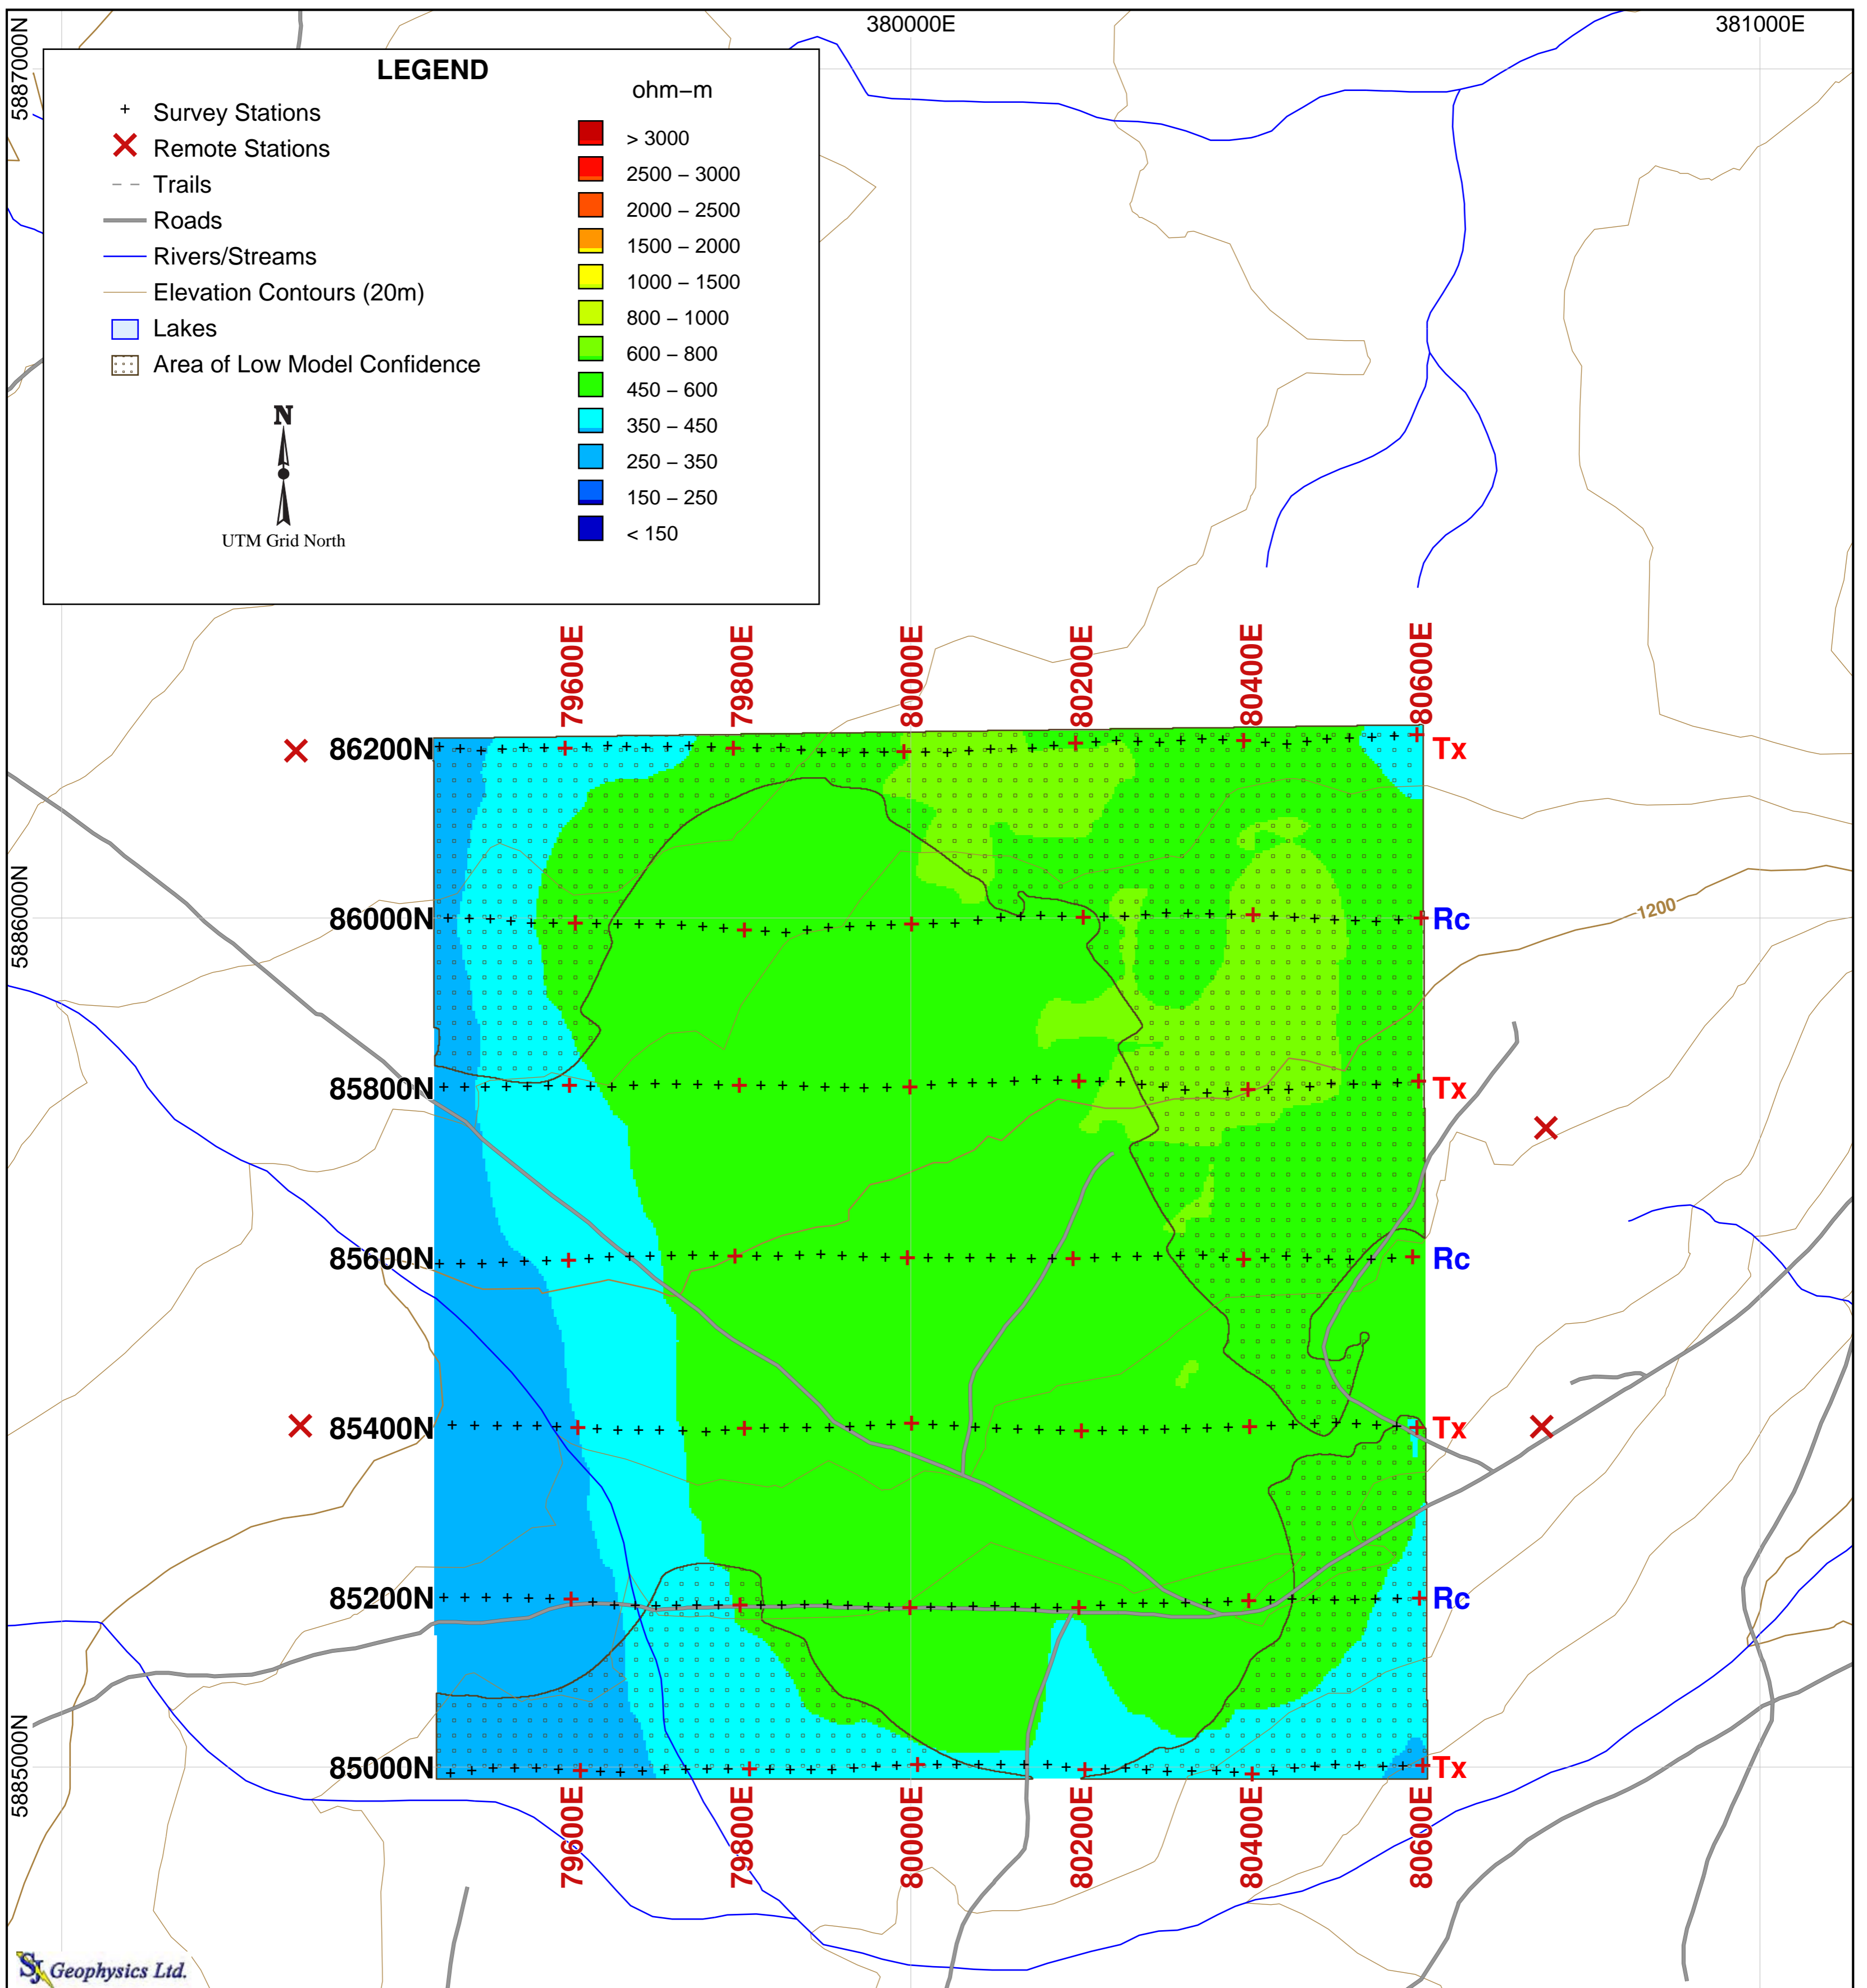 380000E
381000E
5887000N
LEGEND
Survey Stations
Remote Stations
Trails
Roads
Rivers/Streams
Elevation Contours (20m)
Lakes
Area of Low Model Confidence
N
UTM Grid North
ohm−m
> 3000
2500 − 3000
2000 − 2500
1500 − 2000
1000 − 1500
800 − 1000
600 − 800
450 − 600
350 − 450
250 − 350
150 − 250
< 150
79600E
79800E
80000E
80200E
80400E
80600E
86200N
Tx
5886000N
86000N
Rc
1200
85800N
Tx
85600N
Rc
85400N
Tx
85200N
Rc
5885000N
85000N
Tx
79600E
79800E
80000E
80200E
80400E
80600E
SJ Geophysics Ltd.